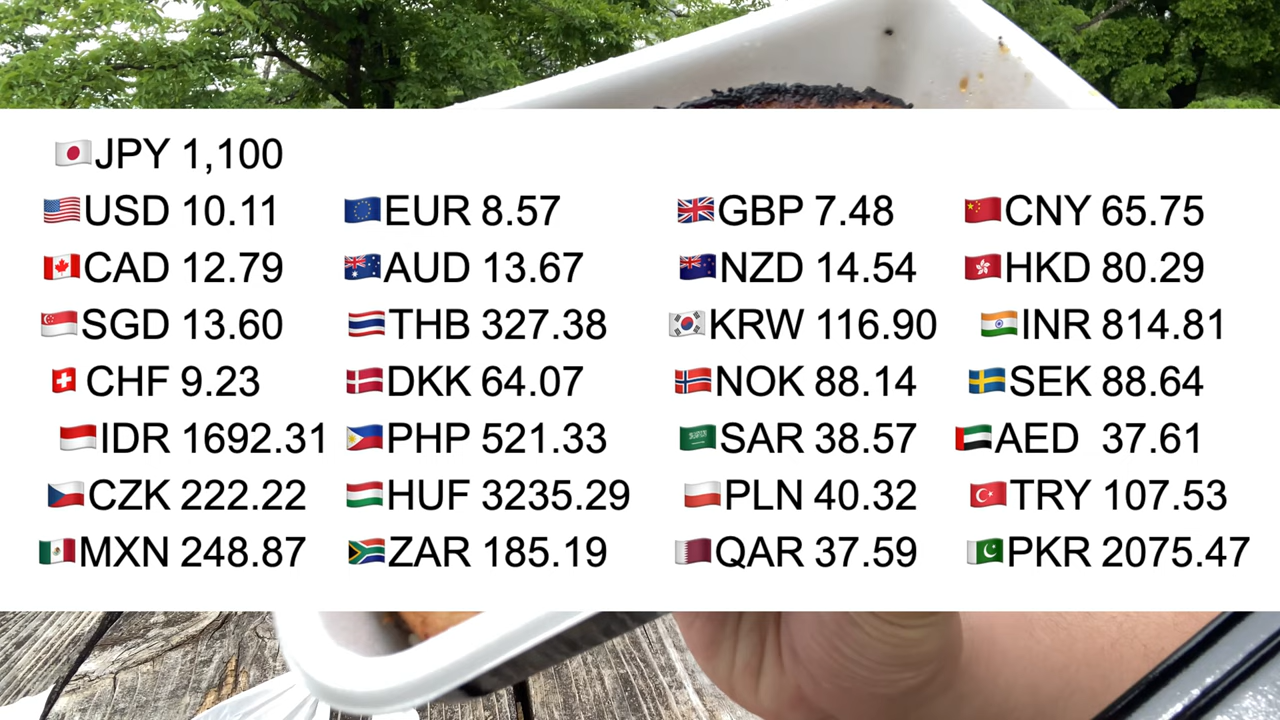 🇯🇵JPY 1,100
🇺🇸USD 10.11 🇪🇺EUR 8.57 🇬🇧GBP 7.48 🇨🇳CNY 65.75
🇨🇦CAD 12.79 🇦🇺AUD 13.67 🇳🇿NZD 14.54 🇭🇰HKD 80.29
🇸🇬SGD 13.60 🇹🇭THB 327.38 🇰🇷KRW 116.90 🇮🇳INR 814.81
🇨🇭CHF 9.23 🇩🇰DKK 64.07 🇳🇴NOK 88.14 🇸🇪SEK 88.64
🇮🇩IDR 1692.31 🇵🇭PHP 521.33 🇸🇦SAR 38.57 🇦🇪AED 37.61
🇨🇿CZK 222.22 🇭🇺HUF 3235.29 🇵🇱PLN 40.32 🇹🇷TRY 107.53
🇲🇽MXN 248.87 🇿🇦ZAR 185.19 🇶🇦QAR 37.59 🇵🇰PKR 2075.47